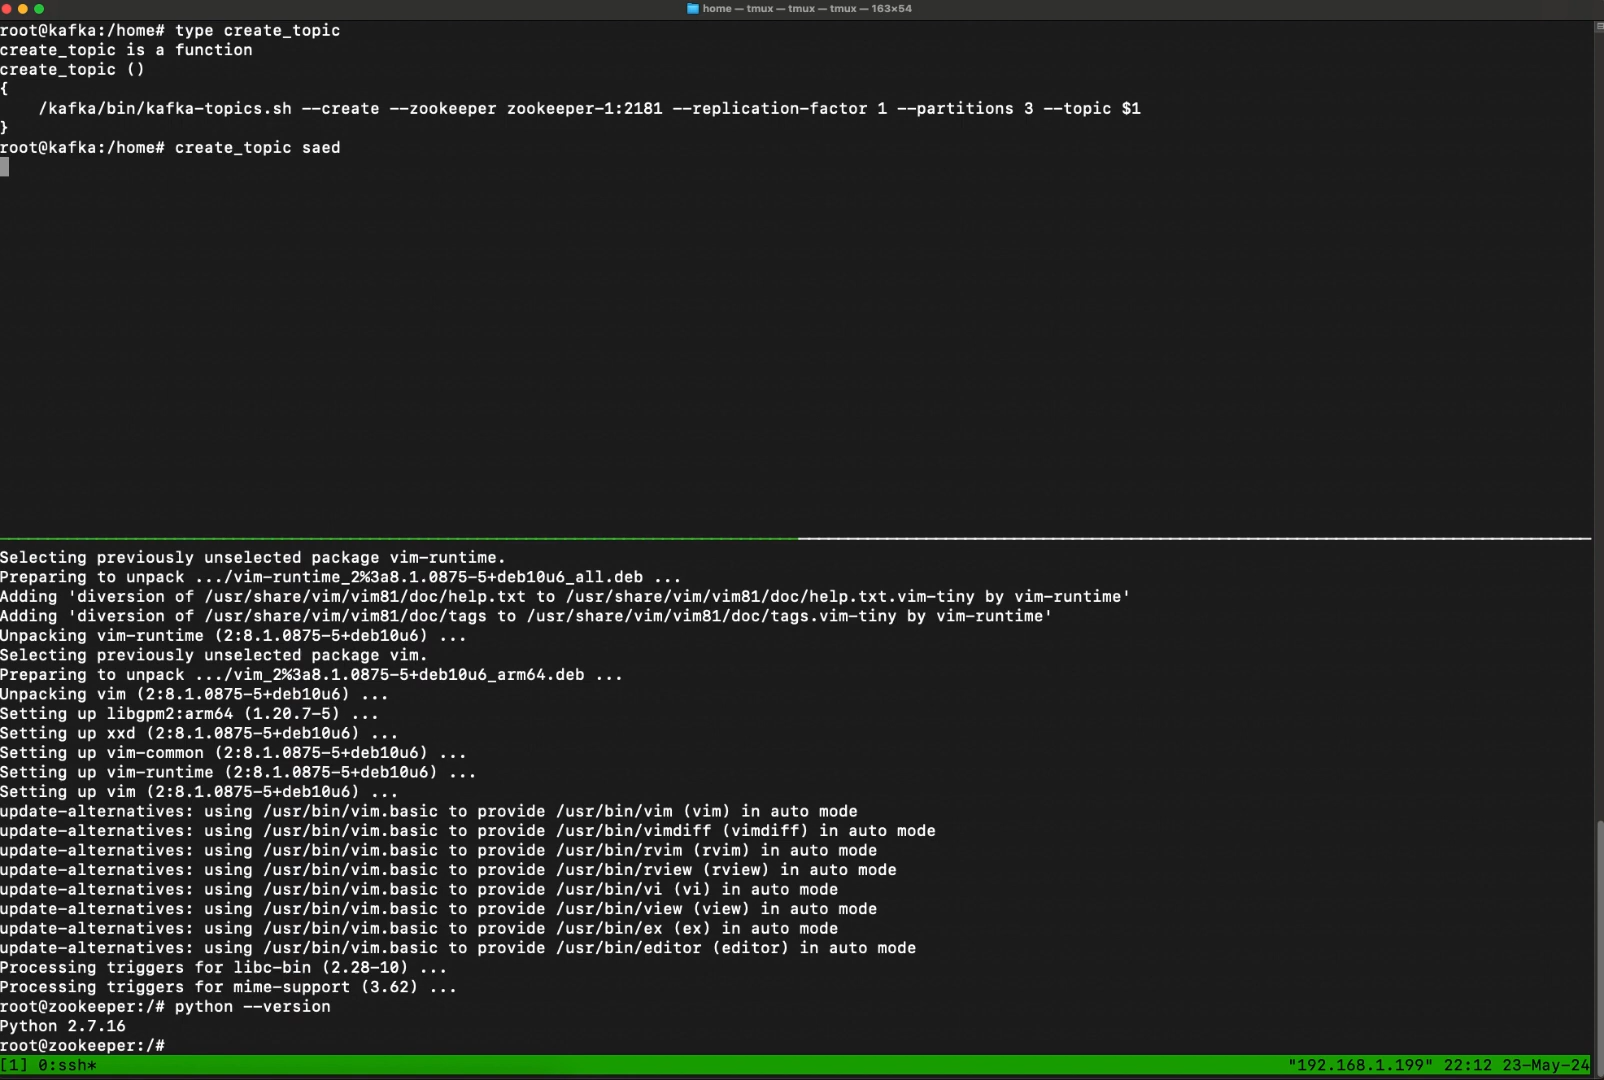 home — tmux — tmux — tmux — 163×54
root@kafka:/home# type create_topic
create_topic is a function
create_topic ()
{
    /kafka/bin/kafka-topics.sh --create --zookeeper zookeeper-1:2181 --replication-factor 1 --partitions 3 --topic $1
}
root@kafka:/home# create_topic saed
Selecting previously unselected package vim-runtime.
Preparing to unpack .../vim-runtime_2%3a8.1.0875-5+deb10u6_all.deb ...
Adding 'diversion of /usr/share/vim/vim81/doc/help.txt to /usr/share/vim/vim81/doc/help.txt.vim-tiny by vim-runtime'
Adding 'diversion of /usr/share/vim/vim81/doc/tags to /usr/share/vim/vim81/doc/tags.vim-tiny by vim-runtime'
Unpacking vim-runtime (2:8.1.0875-5+deb10u6) ...
Selecting previously unselected package vim.
Preparing to unpack .../vim_2%3a8.1.0875-5+deb10u6_arm64.deb ...
Unpacking vim (2:8.1.0875-5+deb10u6) ...
Setting up libgpm2:arm64 (1.20.7-5) ...
Setting up xxd (2:8.1.0875-5+deb10u6) ...
Setting up vim-common (2:8.1.0875-5+deb10u6) ...
Setting up vim-runtime (2:8.1.0875-5+deb10u6) ...
Setting up vim (2:8.1.0875-5+deb10u6) ...
update-alternatives: using /usr/bin/vim.basic to provide /usr/bin/vim (vim) in auto mode
update-alternatives: using /usr/bin/vim.basic to provide /usr/bin/vimdiff (vimdiff) in auto mode
update-alternatives: using /usr/bin/vim.basic to provide /usr/bin/rvim (rvim) in auto mode
update-alternatives: using /usr/bin/vim.basic to provide /usr/bin/rview (rview) in auto mode
update-alternatives: using /usr/bin/vim.basic to provide /usr/bin/vi (vi) in auto mode
update-alternatives: using /usr/bin/vim.basic to provide /usr/bin/view (view) in auto mode
update-alternatives: using /usr/bin/vim.basic to provide /usr/bin/ex (ex) in auto mode
update-alternatives: using /usr/bin/vim.basic to provide /usr/bin/editor (editor) in auto mode
Processing triggers for libc-bin (2.28-10) ...
Processing triggers for mime-support (3.62) ...
root@zookeeper:/# python --version
Python 2.7.16
root@zookeeper:/#
[1] 0:ssh* "192.168.1.199" 22:12 23-May-24